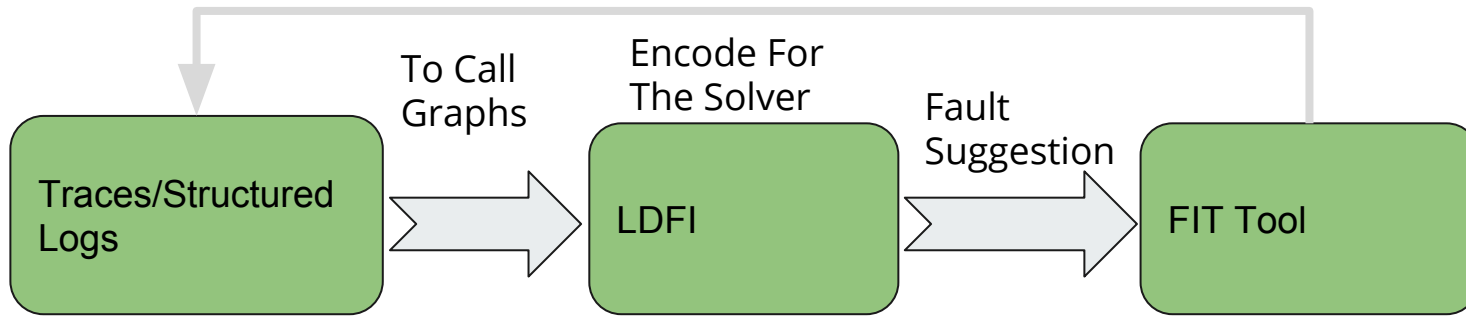 To Call
Graphs
Encode For
The Solver
Fault
Suggestion
Traces/Structured
Logs
LDFI
FIT Tool